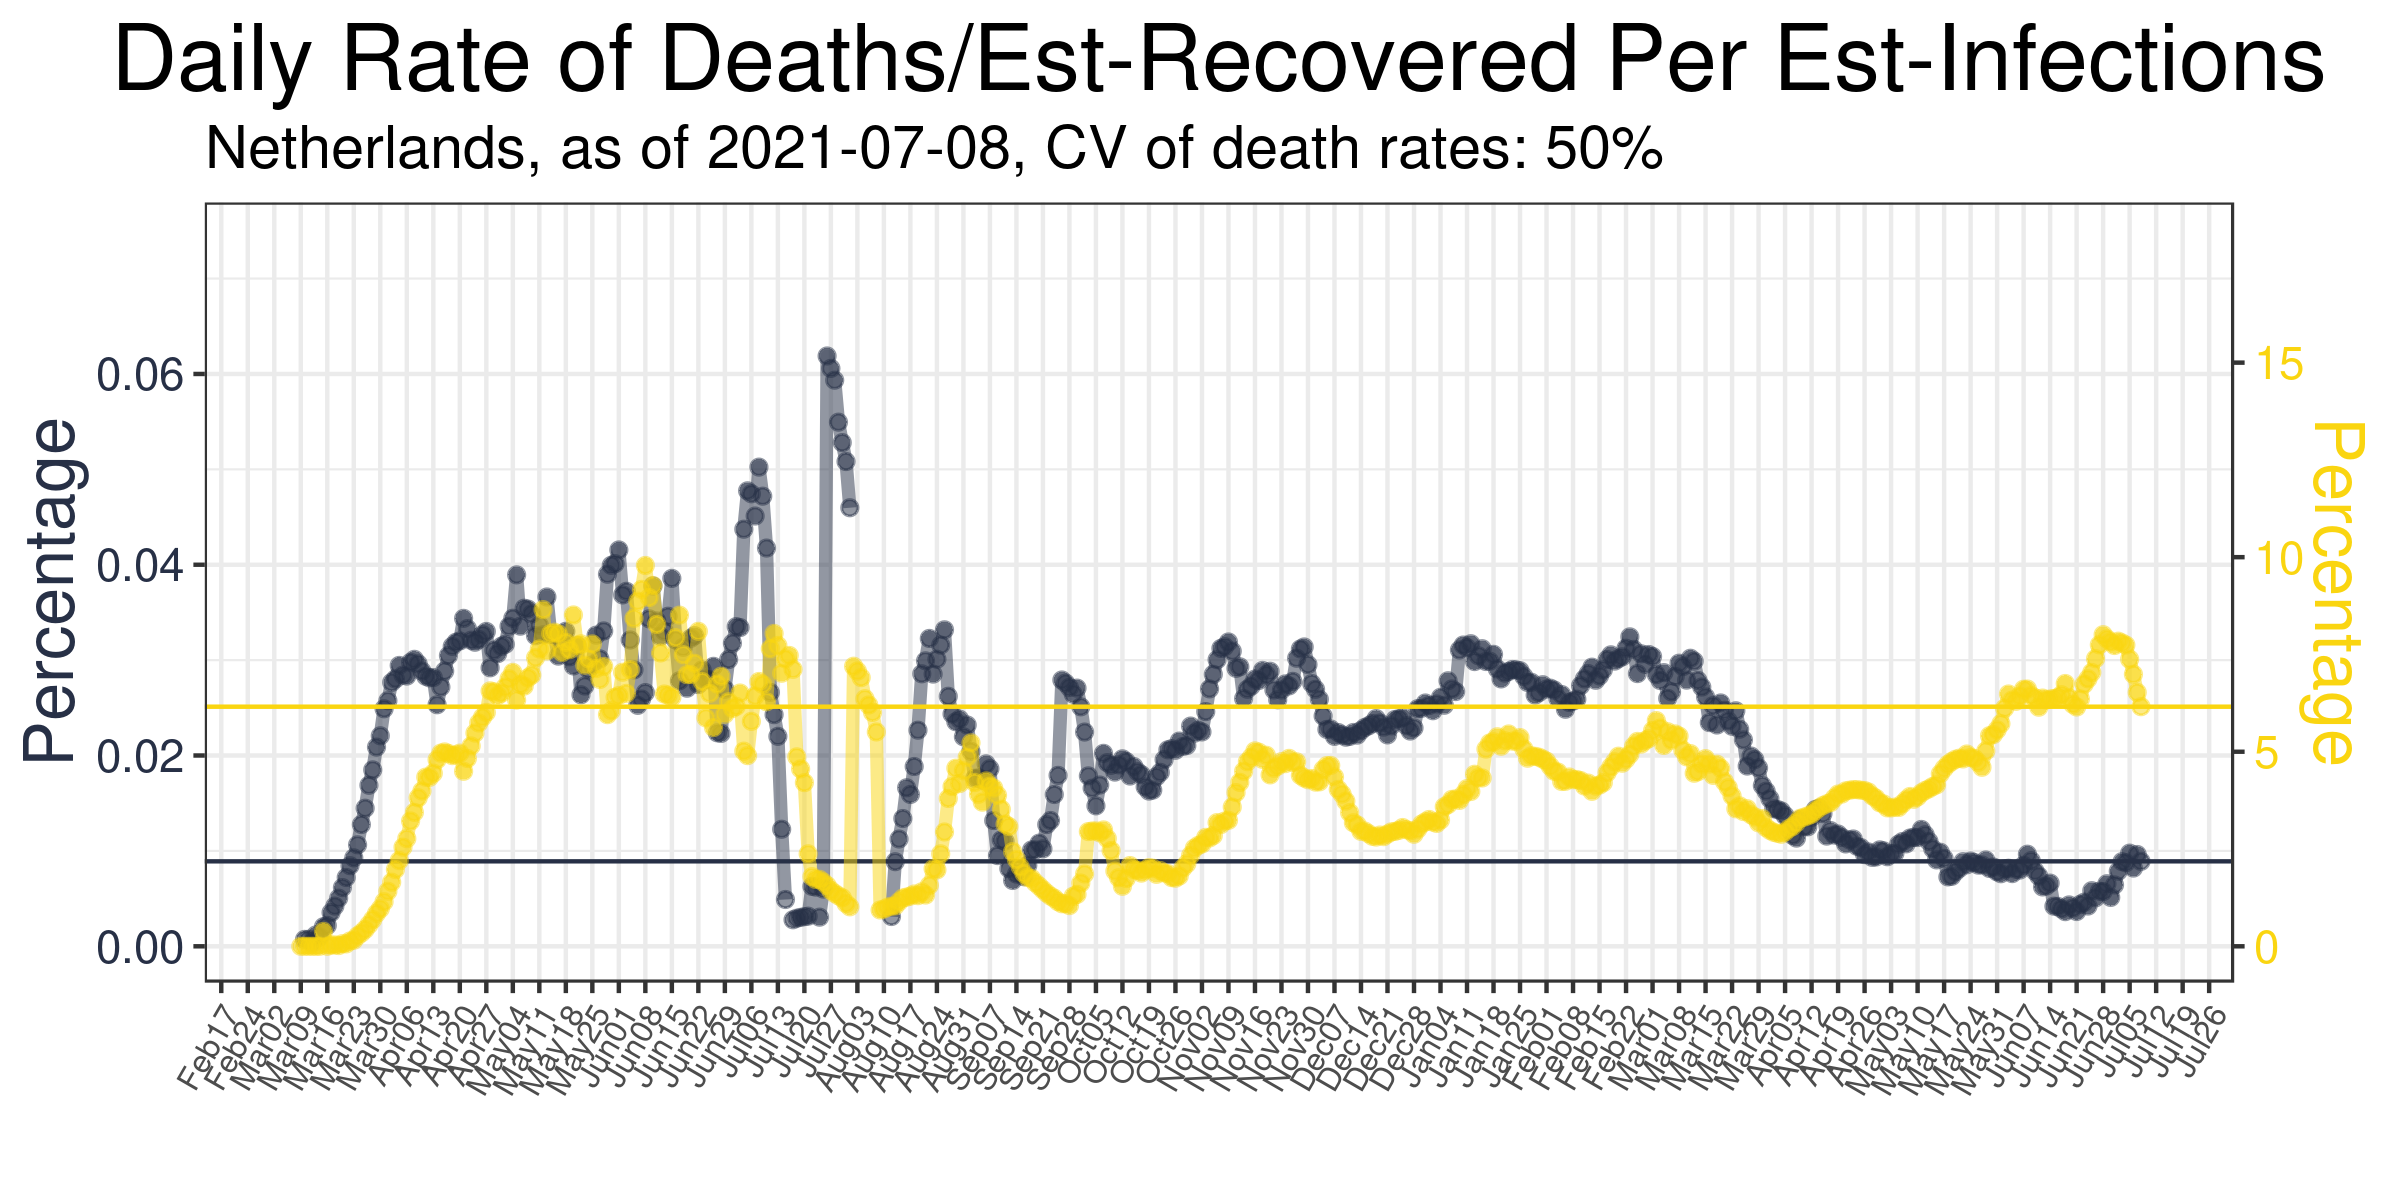 Daily Rate of Deaths/Est-Recovered Per Est-Infections
Netherlands, as of 2021-07-08, CV of death rates: 50%
Percentage
0.06
0.04
0.02
0.00
15
10
5
0
Percentage
Feb17
Feb24
Mar02
Mar09
Mar16
Mar23
Mar30
Apr06
Apr13
Apr20
Apr27
May04
May11
May18
May25
Jun01
Jun08
Jun15
Jun22
Jun29
Jul06
Jul13
Jul20
Jul27
Aug03
Aug10
Aug17
Aug24
Aug31
Sep07
Sep14
Sep21
Sep28
Oct05
Oct12
Oct19
Oct26
Nov02
Nov09
Nov16
Nov23
Nov30
Dec07
Dec14
Dec21
Dec28
Jan04
Jan11
Jan18
Jan25
Feb01
Feb08
Feb15
Feb22
Mar01
Mar08
Mar15
Mar22
Mar29
Apr05
Apr12
Apr19
Apr26
May03
May10
May17
May24
May31
Jun07
Jun14
Jun21
Jun28
Jul05
Jul12
Jul19
Jul26